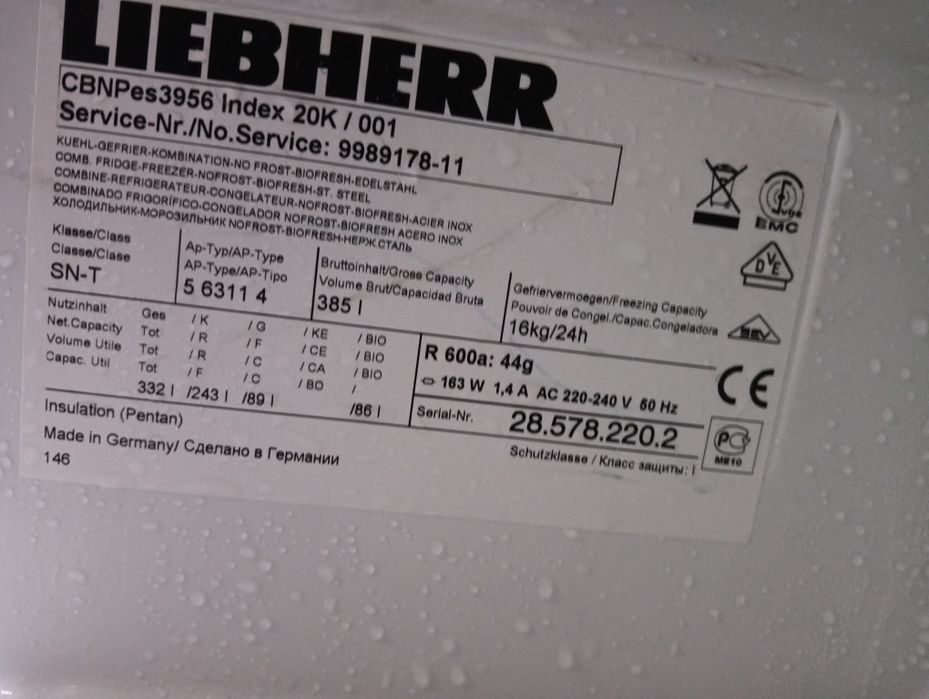 LIEBHERR
CBNPes3956 Index 20K / 001
Service-Nr./No.Service: 9989178-11
KUEHL-GEFRIER-KOMBINATION-NO FROST-BIOFRESH-EDELSTAHL
COMB. FRIDGE-FREEZER-NOFROST-BIOFRESH-ST. STEEL
COMBINE-REFRIGERATEUR-CONGELATEUR-NOFROST-BIOFRESH-ACIER INOX
COMBINADO FRIGORÍFICO-CONGELADOR NOFROST-BIOFRESH ACERO INOX
ХОЛОДИЛЬНИК-МОРОЗИЛЬНИК NOFROST-BIOFRESH-НЕРЖ.СТАЛЬ
VDE
EMC
VDE
SEV
Klasse/Class
Classe/Clase
SN-T
Ap-Typ/AP-Type
AP-Type/AP-Tipo
5 6311 4
Bruttoinhalt/Gross Capacity
Volume Brut/Capacidad Bruta
385 l
Gefriervermoegen/Freezing Capacity
Pouvoir de Congel./Capac.Congeladora
16kg/24h
Nutzinhalt Ges / K / G / KE / BIO
Net.Capacity Tot / R / F / CE / BIO
Volume Utile Tot / R / C / CA / BIO
Capac. Util Tot / F / C / BO /
332 l /243 l /89 l /86 l
R 600a: 44g
163 W 1,4 A AC 220-240 V 50 Hz
Serial-Nr. 28.578.220.2
Schutzklasse / Класс защиты: I
Insulation (Pentan)
Made in Germany/ Сделано в Германии
146
CE
PC
ME10